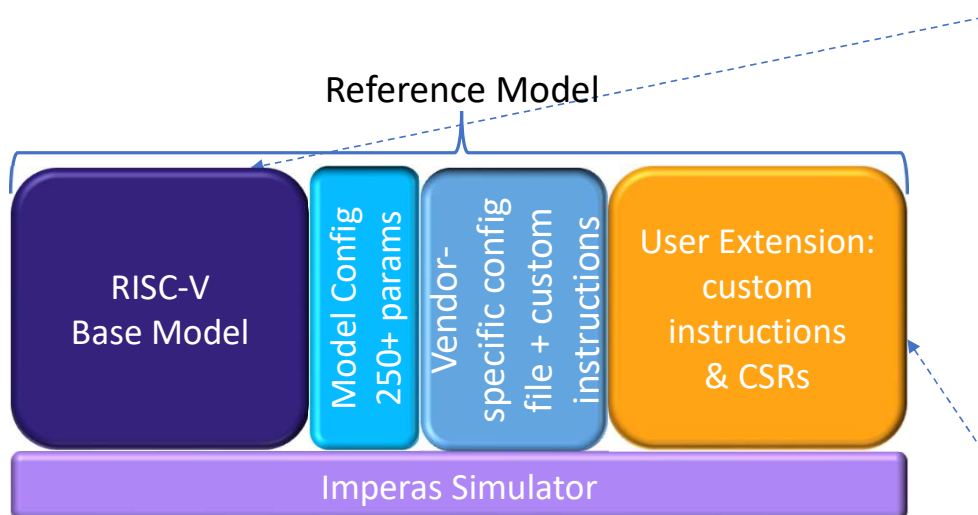 Reference Model
RISC-V
Base Model
Model Config
250+ params
Vendor-
specific config
file + custom
instructions
User Extension:
custom
instructions
& CSRs
Imperas Simulator